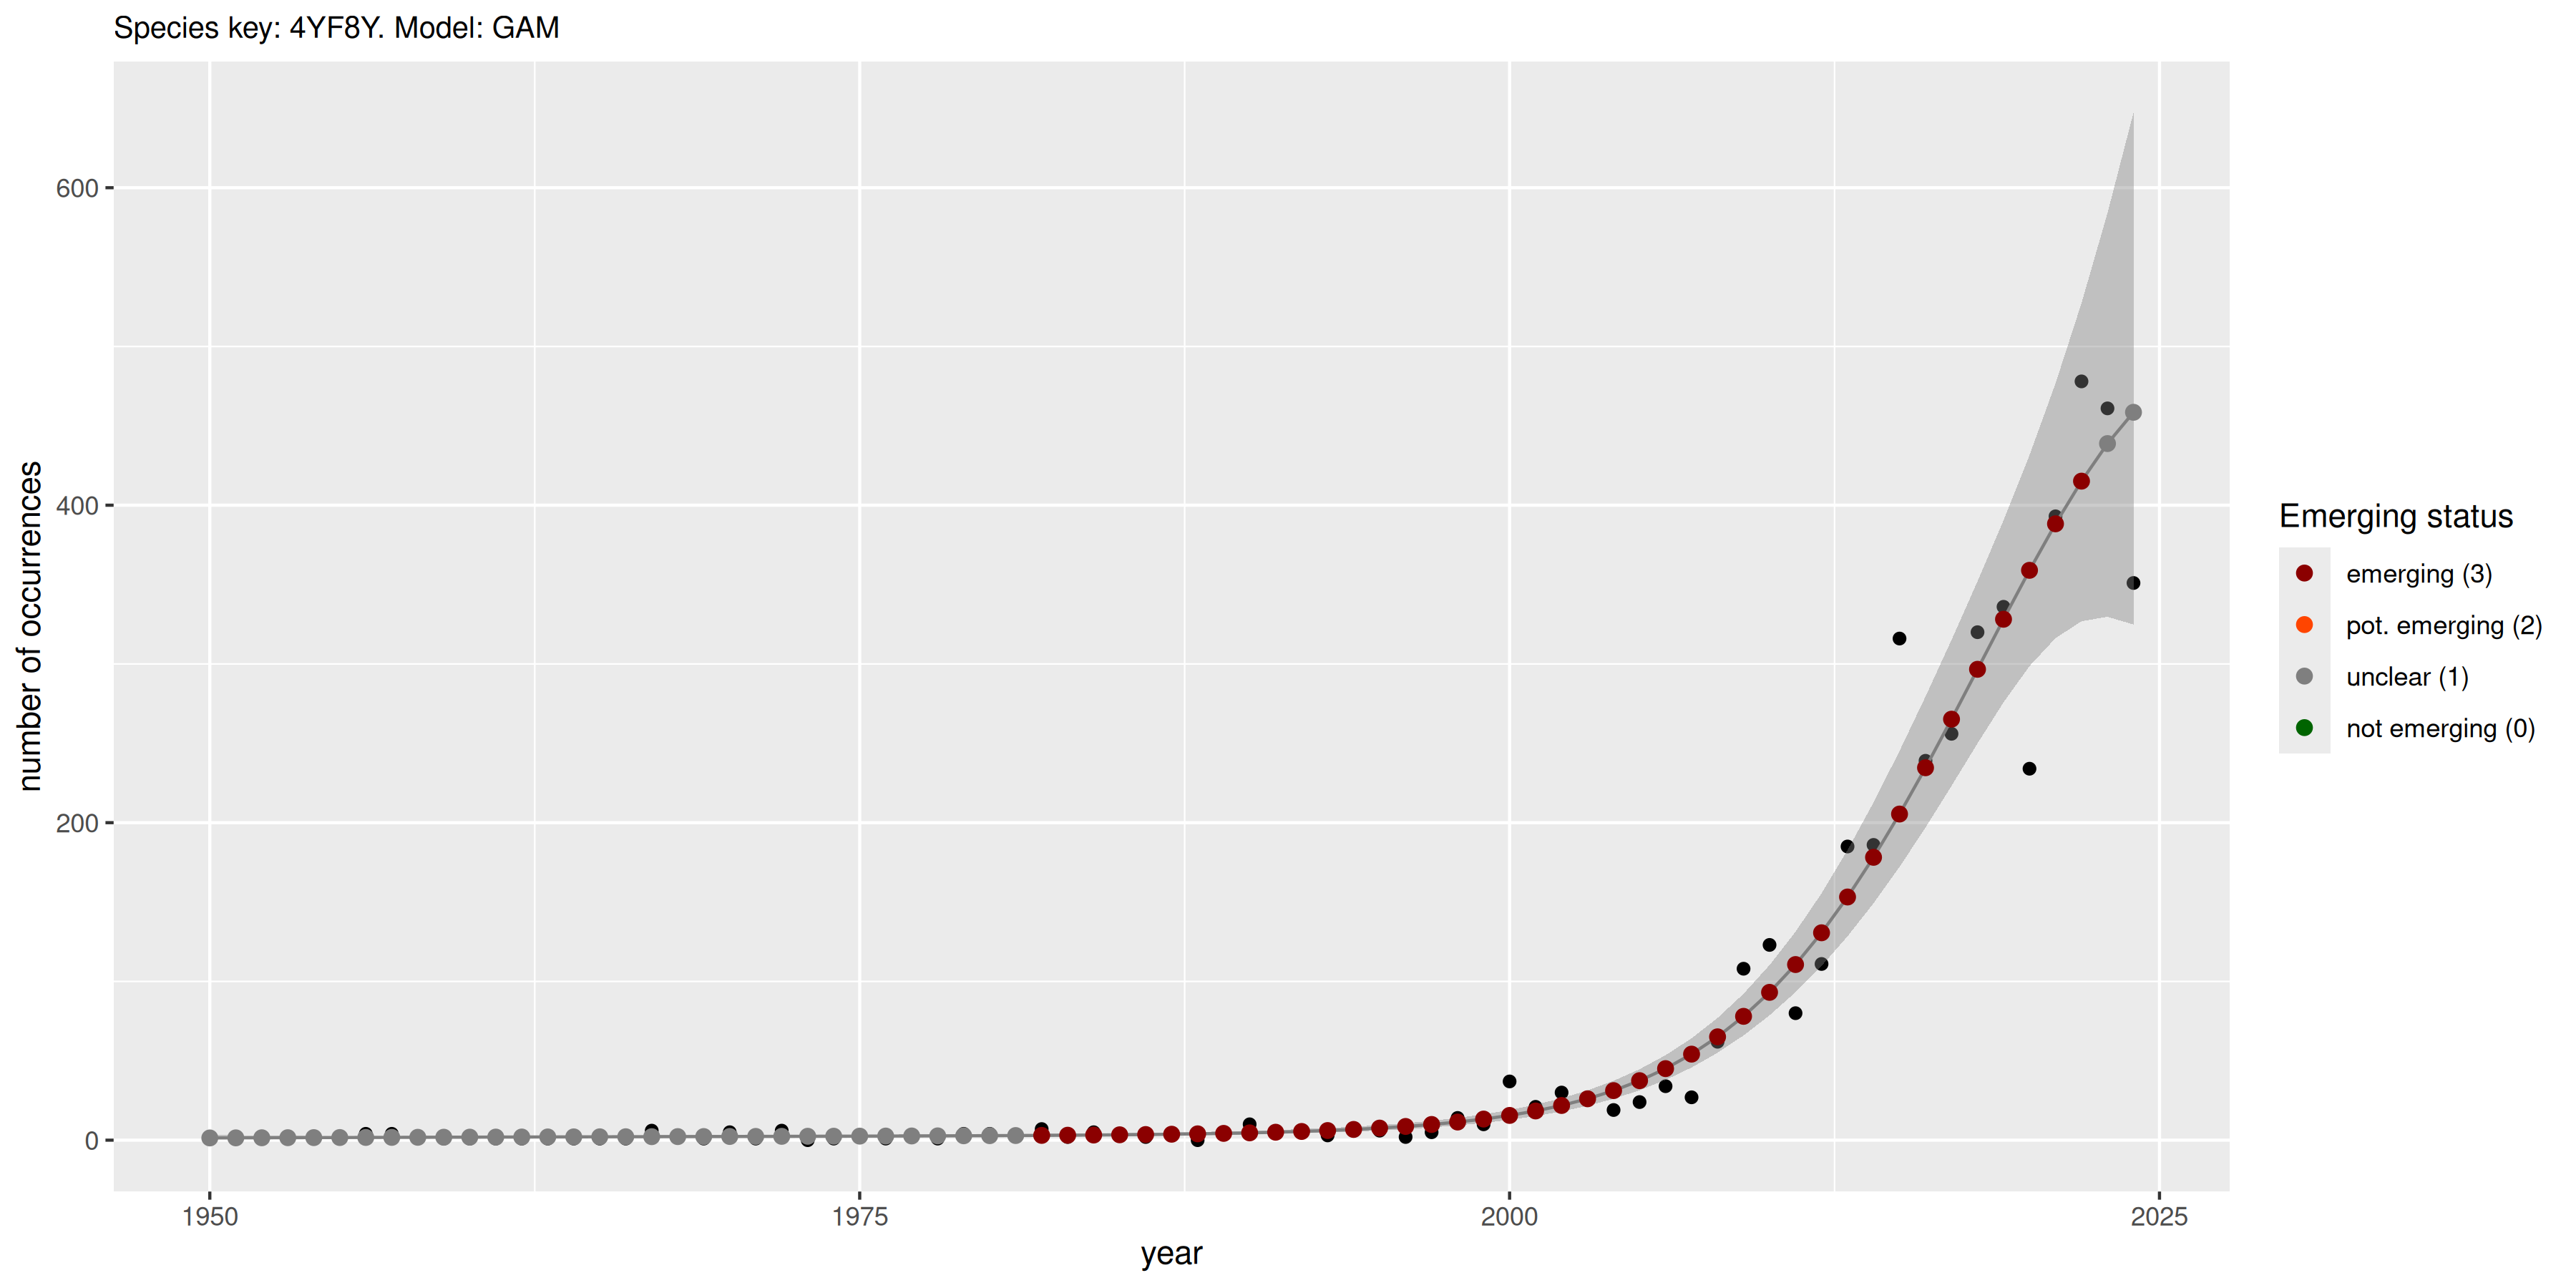 Species key: 4YF8Y. Model: GAM
600
400
200
0
number of occurrences
1950
1975
2000
2025
year
Emerging status
emerging (3)
pot. emerging (2)
unclear (1)
not emerging (0)